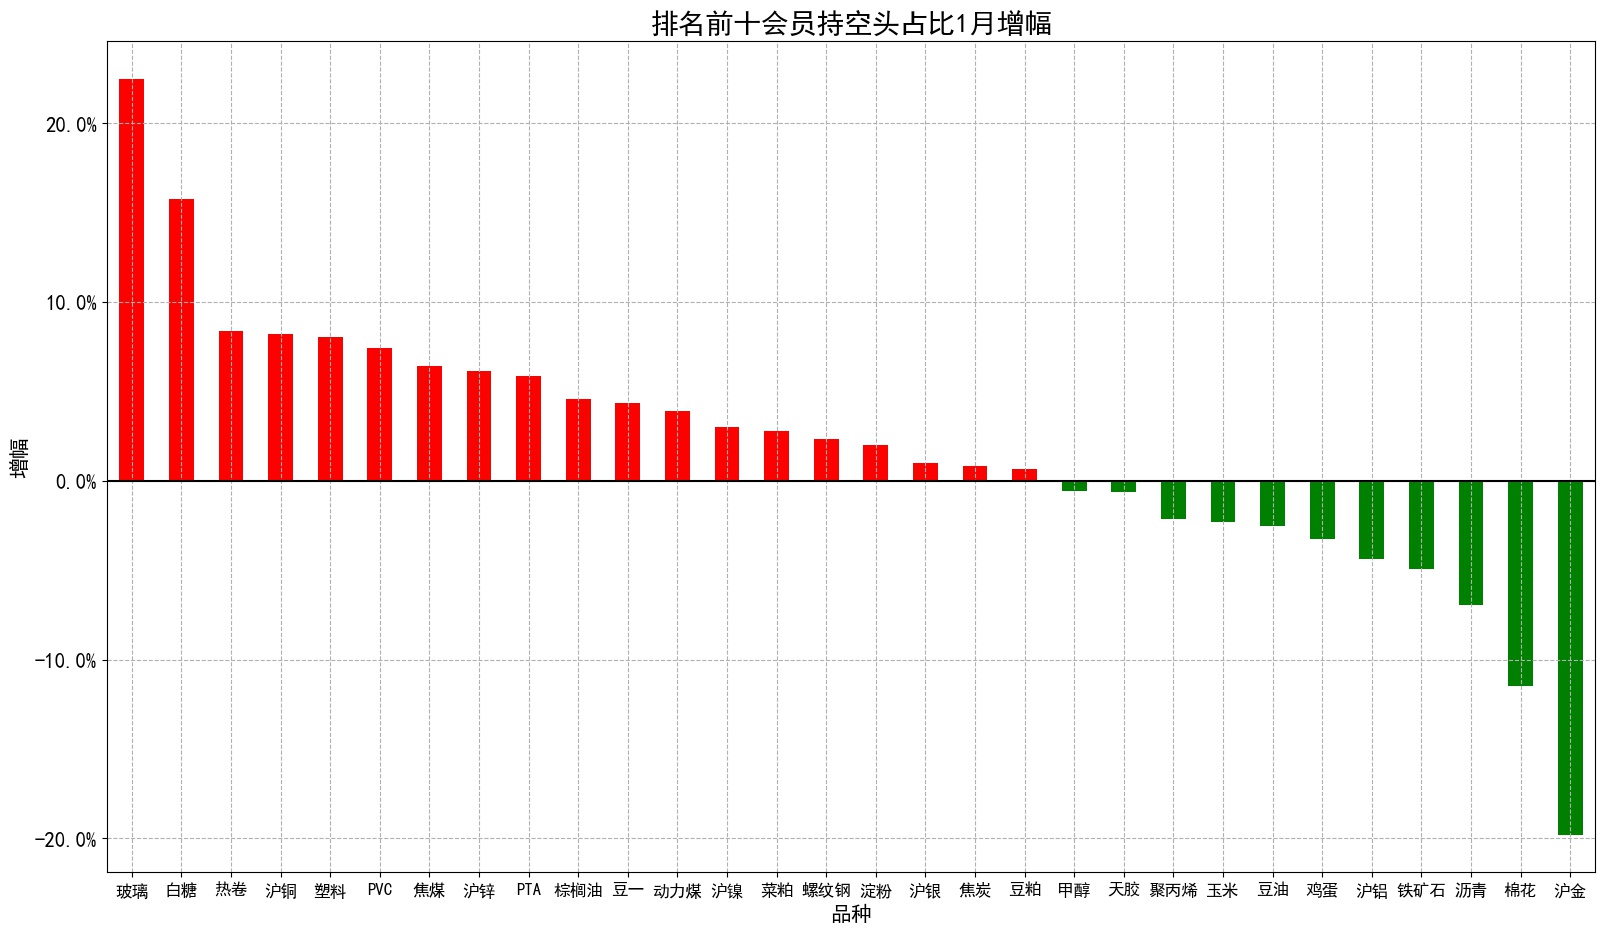 排名前十会员持空头占比1月增幅
增幅
20.0%
10.0%
0.0%
-10.0%
-20.0%
玻璃 白糖 热卷 沪铜 塑料 PVC 焦煤 沪锌 PTA 棕榈油 豆一 动力煤 沪镍 菜粕 螺纹钢 淀粉 沪银 焦炭 豆粕 甲醇 天胶 聚丙烯 玉米 豆油 鸡蛋 沪铝 铁矿石 沥青 棉花 沪金
品种